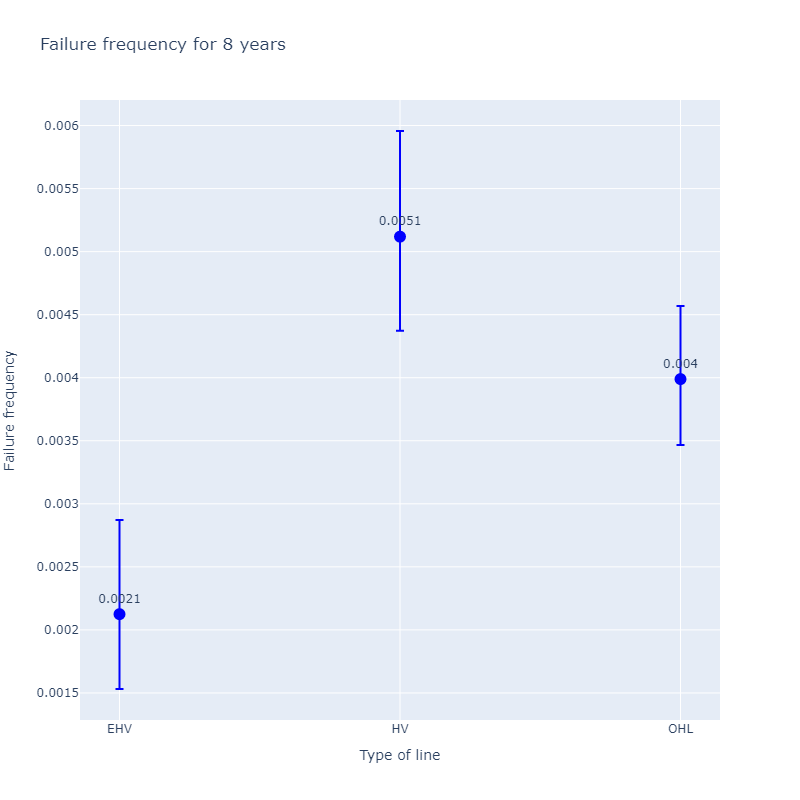 Failure frequency for 8 years
0.006
0.0055
0.005
0.0045
0.004
0.0035
0.003
0.0025
0.002
0.0015
Failure frequency
0.0051
0.004
0.0021
EHV
HV
OHL
Type of line